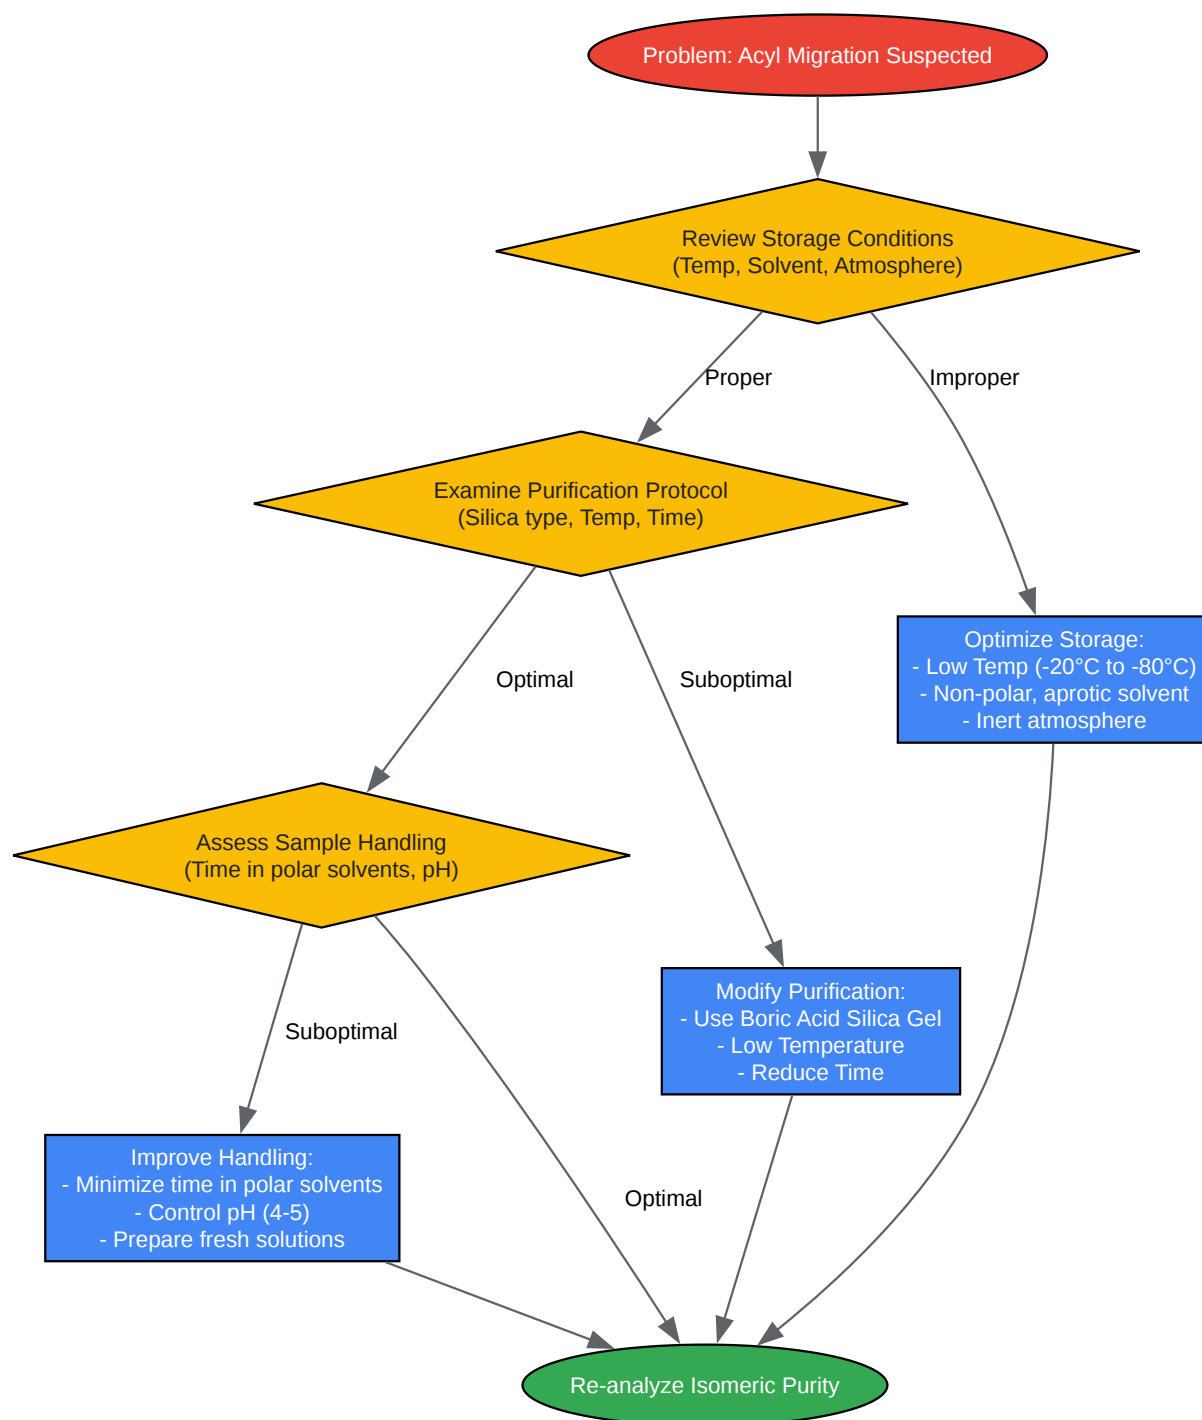 Problem: Acyl Migration Suspected
Review Storage Conditions
(Temp, Solvent, Atmosphere)
Proper
Improper
Examine Purification Protocol
(Silica type, Temp, Time)
Optimal
Suboptimal
Optimize Storage:
- Low Temp (-20°C to -80°C)
- Non-polar, aprotic solvent
- Inert atmosphere
Assess Sample Handling
(Time in polar solvents, pH)
Suboptimal
Modify Purification:
- Use Boric Acid Silica Gel
- Low Temperature
- Reduce Time
Improve Handling:
- Minimize time in polar solvents
- Control pH (4-5)
- Prepare fresh solutions
Optimal
Re-analyze Isomeric Purity